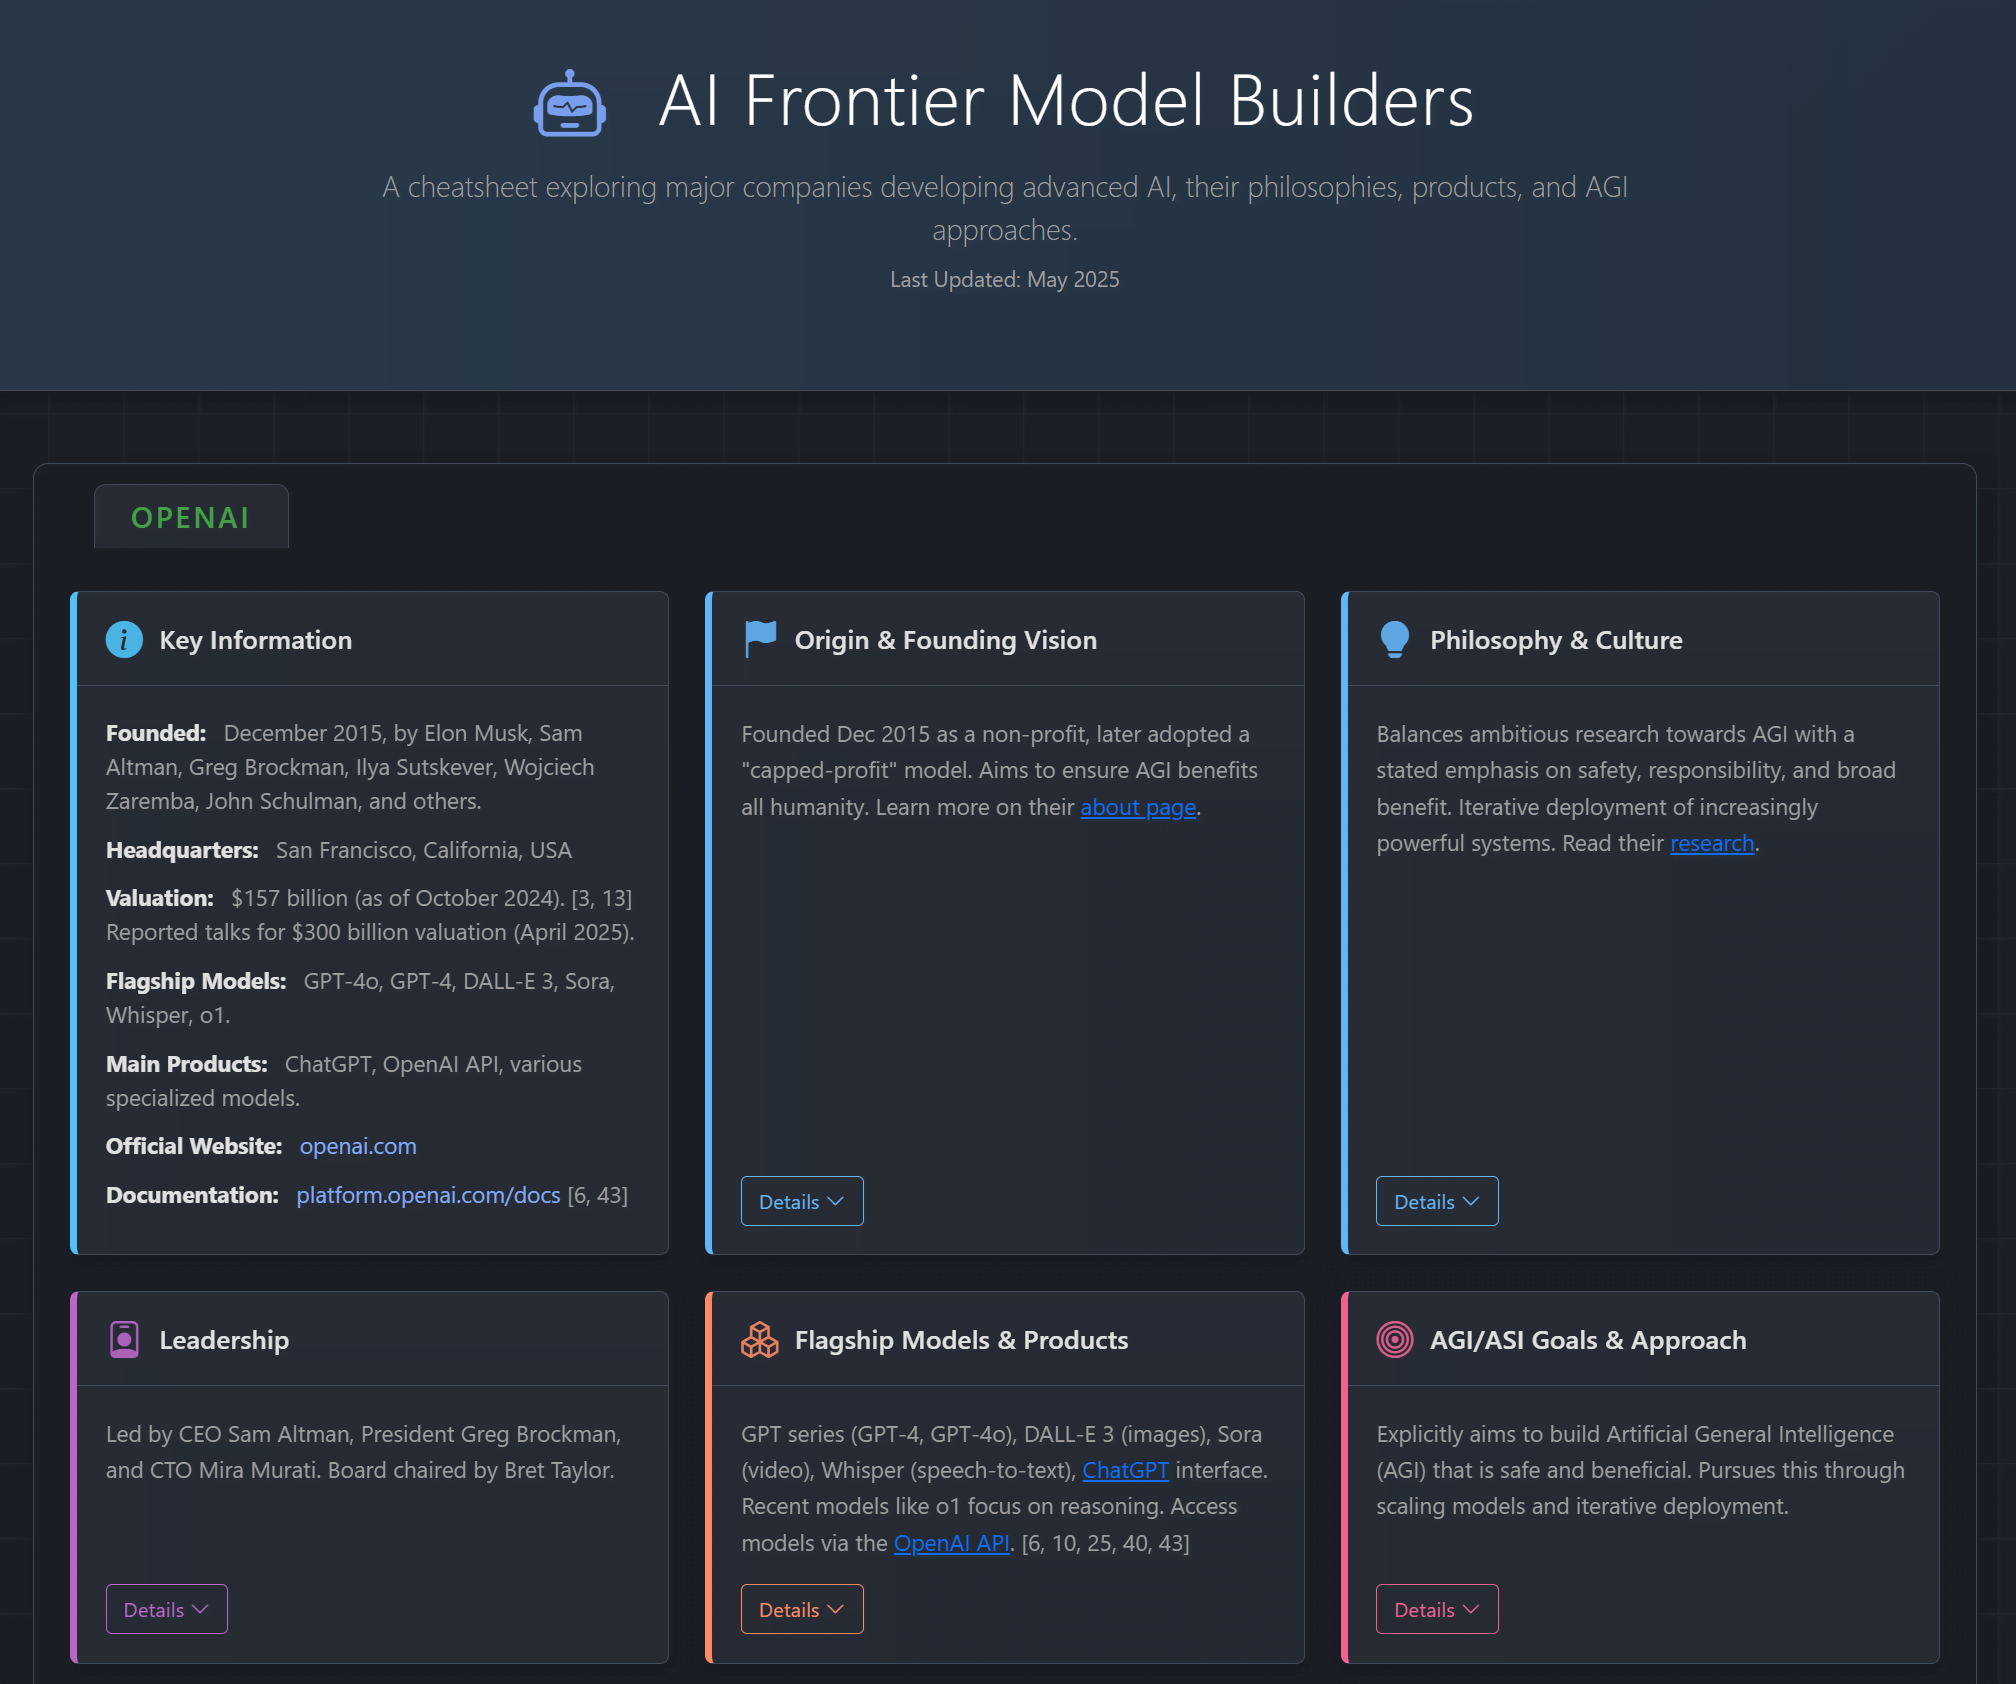 AI Frontier Model Builders
A cheatsheet exploring major companies developing advanced AI, their philosophies, products, and AGI
approaches.
Last Updated: May 2025
OPENAI
Key Information
Founded: December 2015, by Elon Musk, Sam
Altman, Greg Brockman, Ilya Sutskever, Wojciech
Zaremba, John Schulman, and others.
Headquarters: San Francisco, California, USA
Valuation: $157 billion (as of October 2024). [3, 13]
Reported talks for $300 billion valuation (April 2025).
Flagship Models: GPT-4o, GPT-4, DALL-E 3, Sora,
Whisper, o1.
Main Products: ChatGPT, OpenAI API, various
specialized models.
Official Website: openai.com
Documentation: platform.openai.com/docs [6, 43]
Origin & Founding Vision
Founded Dec 2015 as a non-profit, later adopted a
"capped-profit" model. Aims to ensure AGI benefits
all humanity. Learn more on their about page.
Details
Philosophy & Culture
Balances ambitious research towards AGI with a
stated emphasis on safety, responsibility, and broad
benefit. Iterative deployment of increasingly
powerful systems. Read their research.
Details
Leadership
Led by CEO Sam Altman, President Greg Brockman,
and CTO Mira Murati. Board chaired by Bret Taylor.
Details
Flagship Models & Products
GPT series (GPT-4, GPT-4o), DALL-E 3 (images), Sora
(video), Whisper (speech-to-text), ChatGPT interface.
Recent models like o1 focus on reasoning. Access
models via the OpenAI API. [6, 10, 25, 40, 43]
Details
AGI/ASI Goals & Approach
Explicitly aims to build Artificial General Intelligence
(AGI) that is safe and beneficial. Pursues this through
scaling models and iterative deployment.
Details